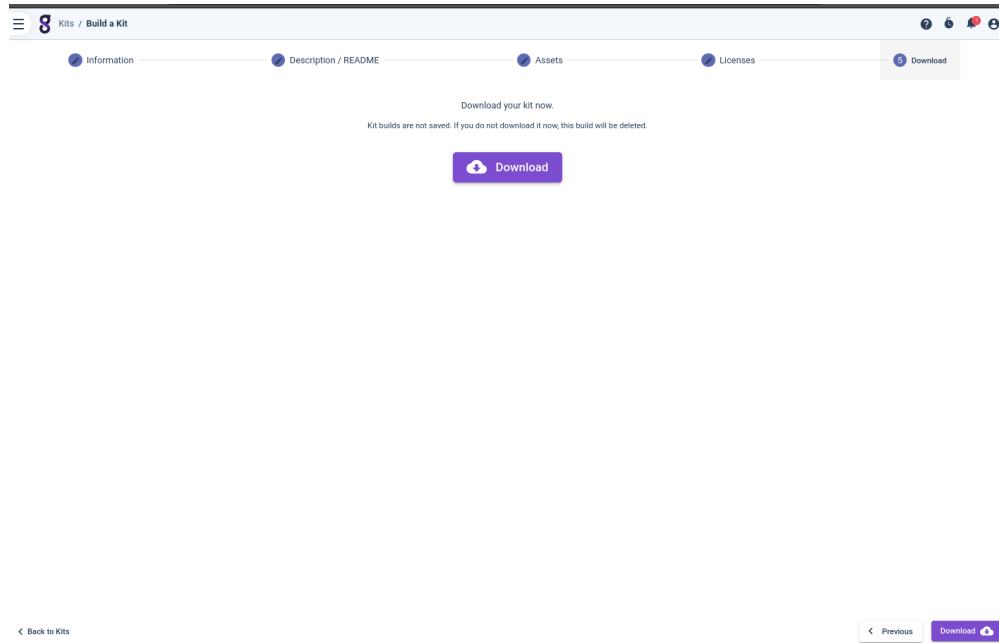 Kits / Build a Kit
1
Information
Description / README
Assets
Licenses
5 Download
Download your kit now.
Kit builds are not saved. If you do not download it now, this build will be deleted.
Download
Back to Kits
Previous
Download